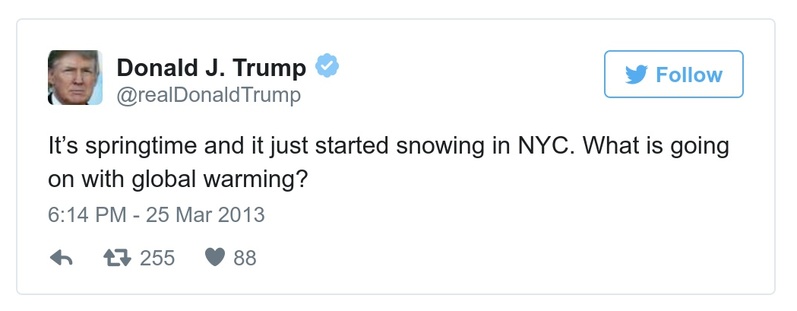 Donald J. Trump
@realDonaldTrump
Follow
It’s springtime and it just started snowing in NYC. What is going
on with global warming?
6:14 PM - 25 Mar 2013
255 88